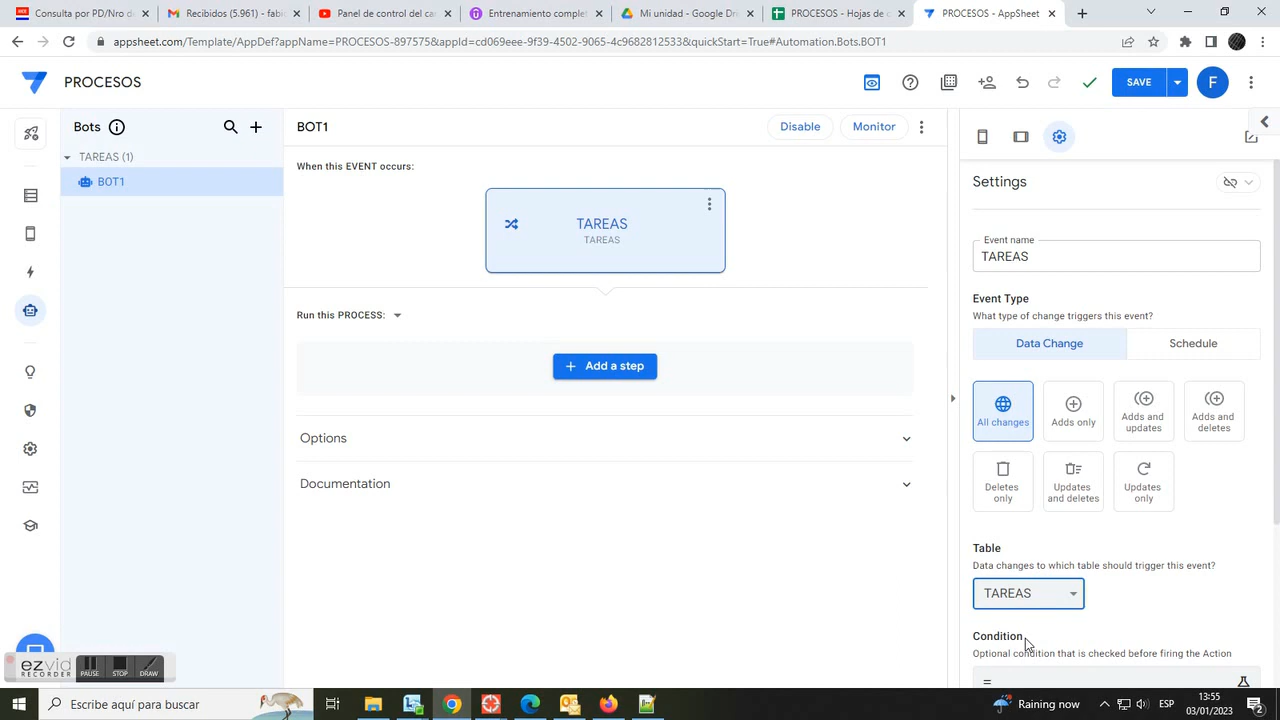 Consulta por PD/Nro d
Recibidos (5.961) - fab
Panel de control del ca
Entrenamiento comple
Mi unidad - Google Dri
PROCESOS - Hojas de c
PROCESOS - AppSheet
appsheet.com/Template/AppDef?appName=PROCESOS-897575&appId=cd069eee-9f39-4502-9065-4c9682812533&quickStart=True#Automation.Bots.BOT1
PROCESOS
SAVE
F
Bots
BOT1
Disable
Monitor
TAREAS (1)
BOT1
When this EVENT occurs:
TAREAS
TAREAS
Run this PROCESS:
Add a step
Options
Documentation
Settings
Event name
TAREAS
Event Type
What type of change triggers this event?
Data Change
Schedule
All changes
Adds only
Adds and updates
Adds and deletes
Deletes only
Updates and deletes
Updates only
Table
Data changes to which table should trigger this event?
TAREAS
Condition
Optional condition that is checked before firing the Action
=
ezvid
RECORDER
PAUSE
STOP
DRAW
Escribe aquí para buscar
Raining now
ESP
13:55
03/01/2023
2